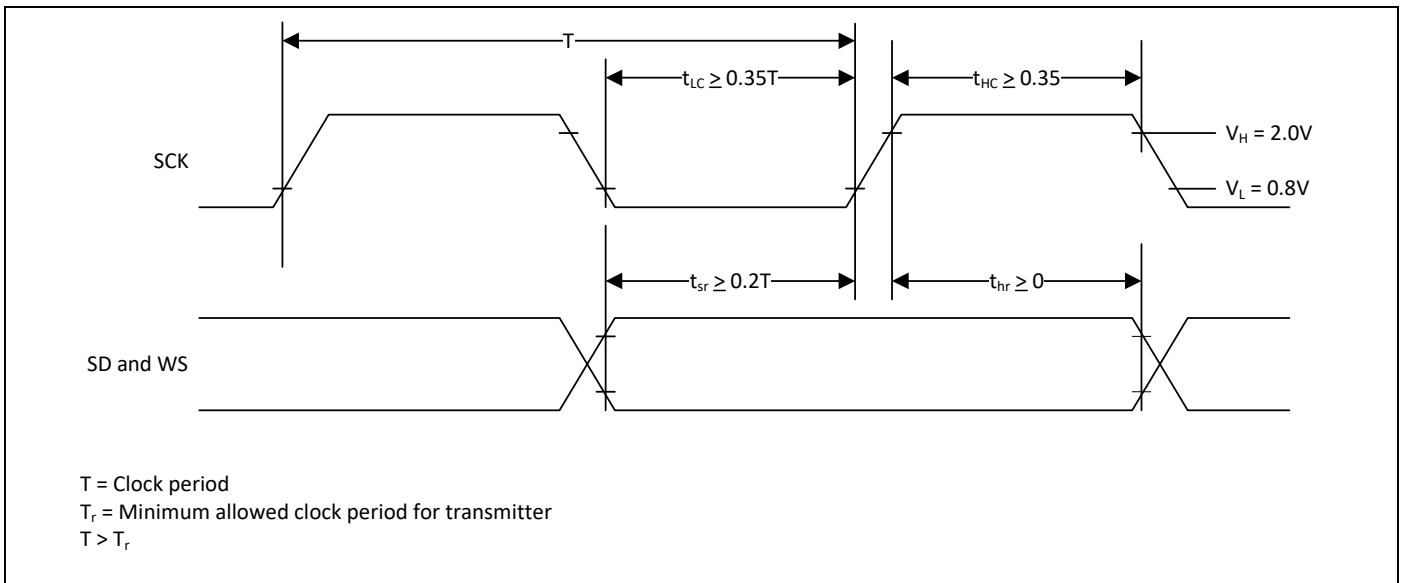 T
t_LC ≥ 0.35T
t_HC ≥ 0.35
V_H = 2.0V
SCK
V_L = 0.8V
t_sr ≥ 0.2T
t_hr ≥ 0
SD and WS
T = Clock period
T_r = Minimum allowed clock period for transmitter
T > T_r